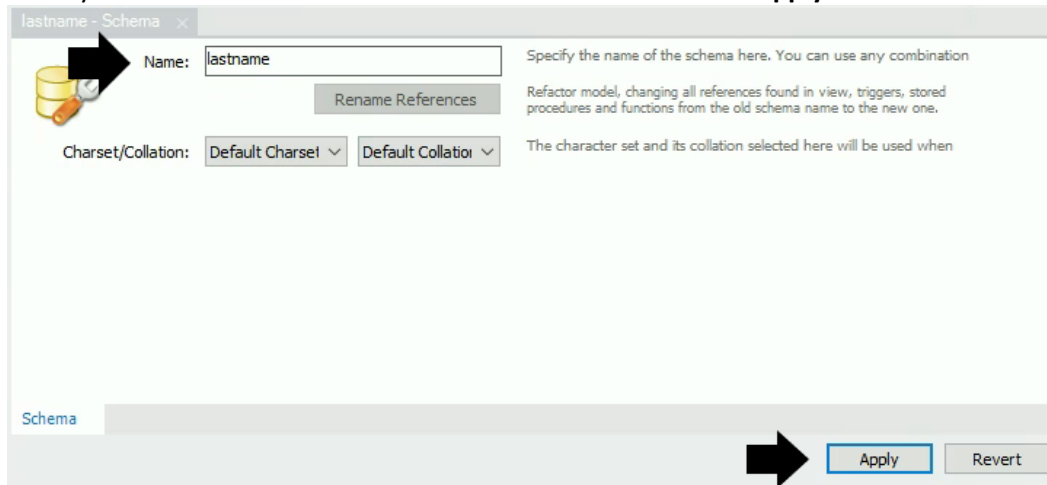 lastname - Schema ×
Name: lastname
Specify the name of the schema here. You can use any combination
Rename References
Refactor model, changing all references found in view, triggers, stored
procedures and functions from the old schema name to the new one.
Charset/Collation: Default Charset Default Collation
The character set and its collation selected here will be used when
Schema
Apply Revert